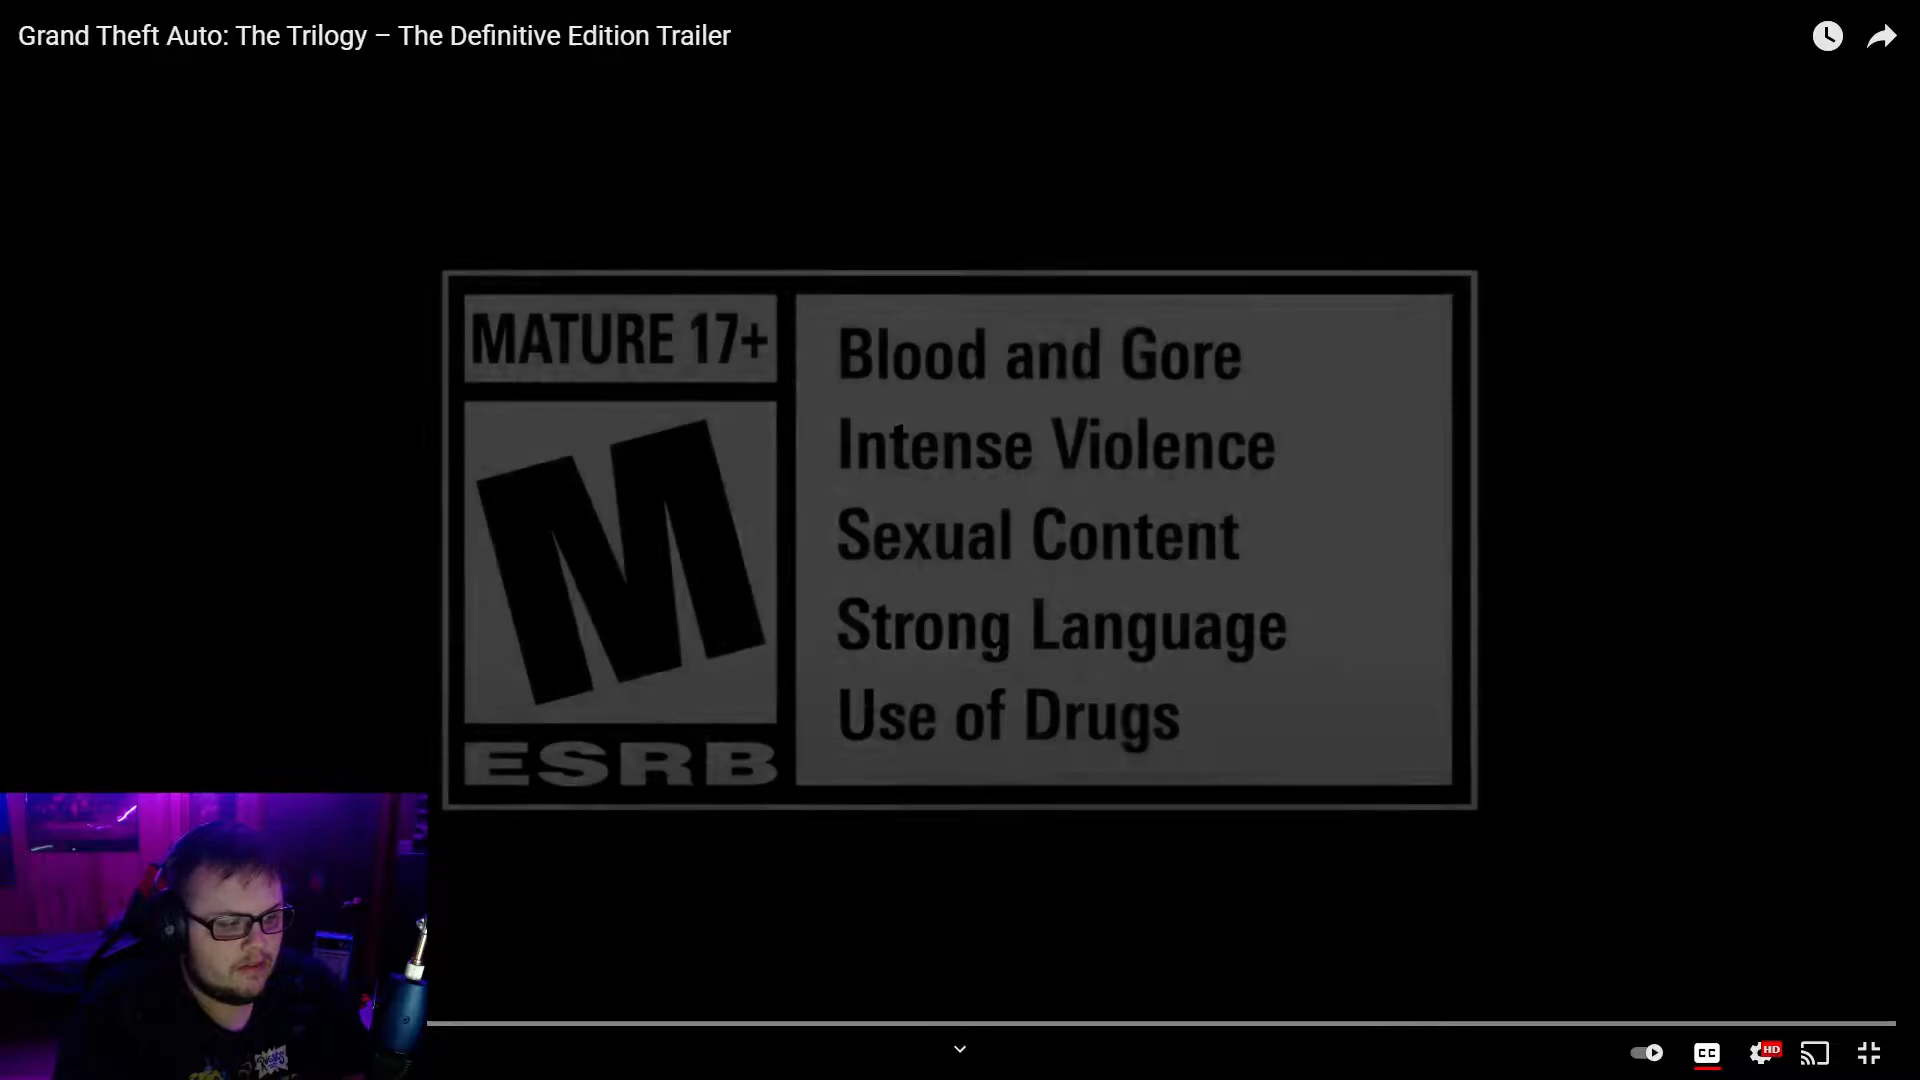 Grand Theft Auto: The Trilogy – The Definitive Edition Trailer
MATURE 17+
M
ESRB
Blood and Gore
Intense Violence
Sexual Content
Strong Language
Use of Drugs
CC
HD